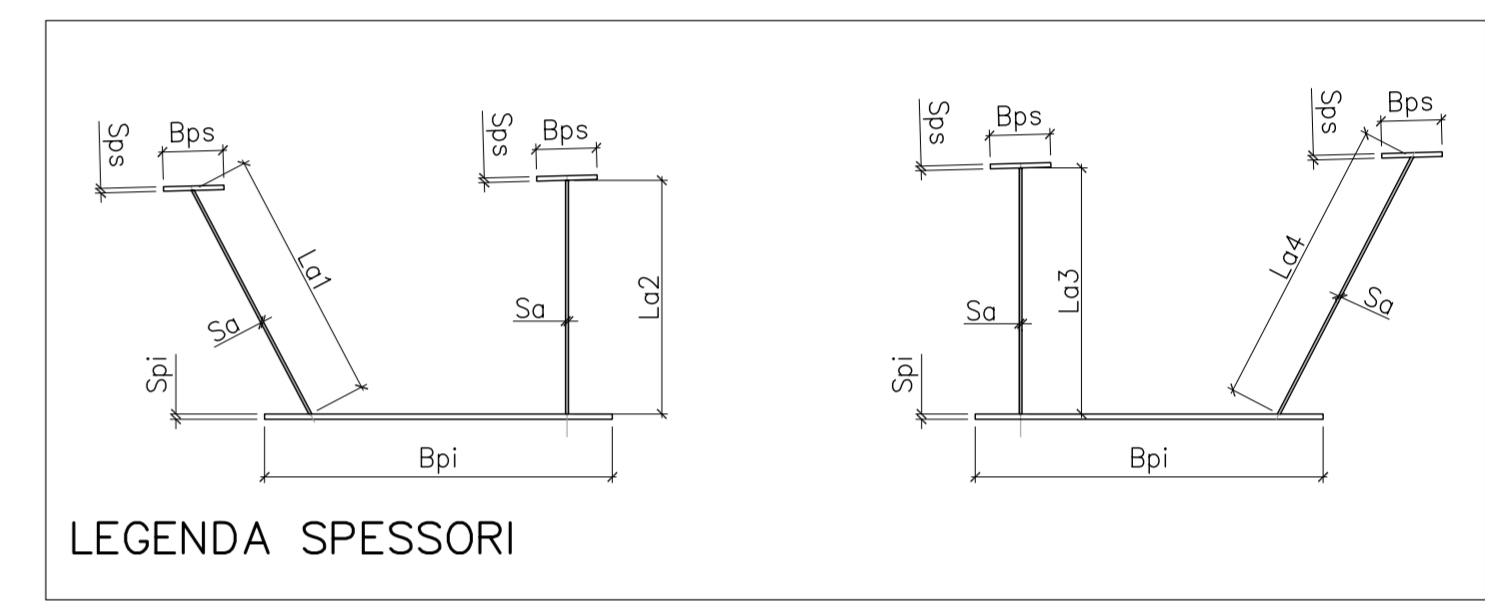 Sps
Bps
Sps
Bps
Sps
Bps
Sps
Bps
La1
La2
La3
La4
Sa
Sa
Sa
Sa
Spi
Spi
Bpi
Bpi
LEGENDA SPESSORI